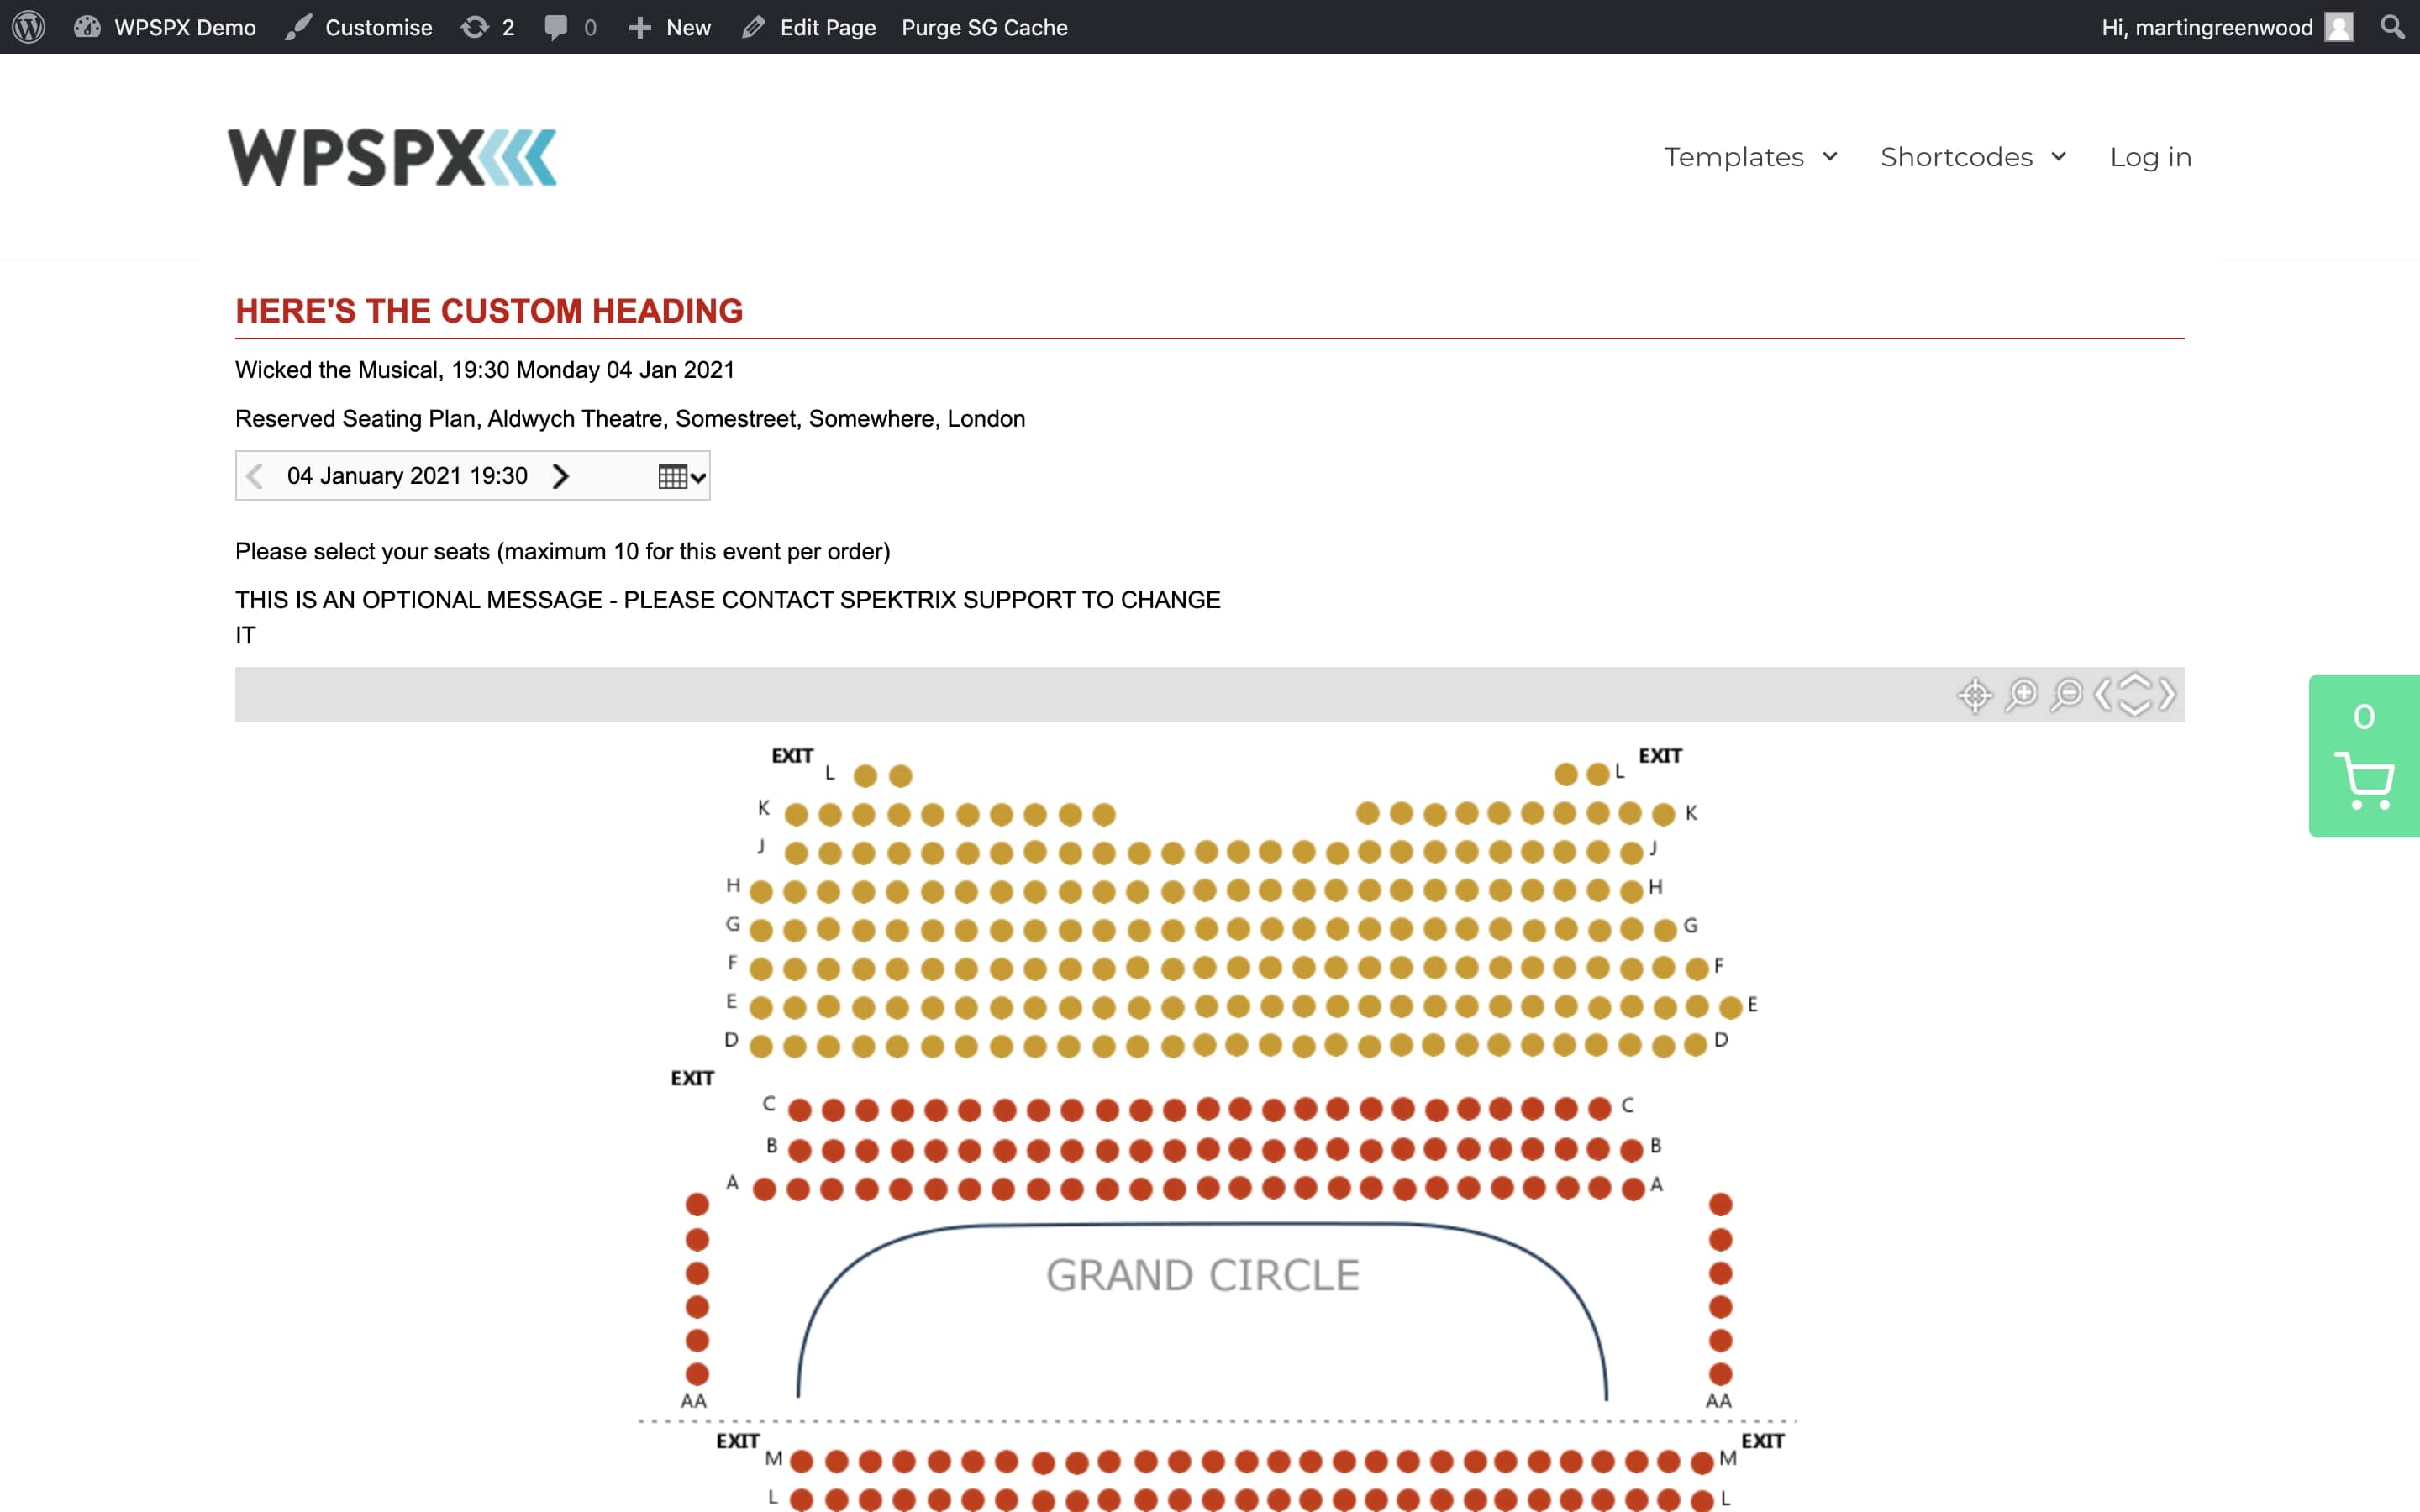 WPSPX Demo Customise 2 0 New Edit Page Purge SG Cache Hi, martingreenwood
WPSPX Templates Shortcodes Log in
HERE'S THE CUSTOM HEADING
Wicked the Musical, 19:30 Monday 04 Jan 2021
Reserved Seating Plan, Aldwych Theatre, Somestreet, Somewhere, London
04 January 2021 19:30
Please select your seats (maximum 10 for this event per order)
THIS IS AN OPTIONAL MESSAGE - PLEASE CONTACT SPEKTRIX SUPPORT TO CHANGE
IT
0
EXIT EXIT
L L
K K
J J
H H
G G
F F
E E
D D
EXIT
C C
B B
A A
GRAND CIRCLE
AA AA
EXIT EXIT
M M
L L